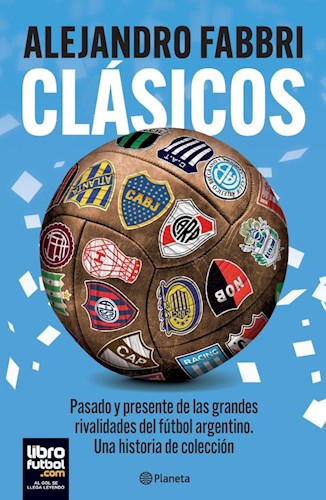 ALEJANDRO FABBRI
CLÁSICOS
C.A.T.
ATLANTA
CABJ
NOB
CAP
RACING
Pasado y presente de las grandes
rivalidades del fútbol argentino.
Una historia de colección
libro
futbol
.com
AL GOL SE
LLEGA LEYENDO
Planeta